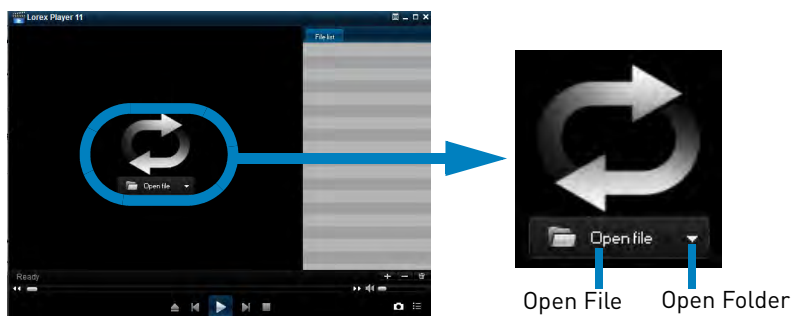 Lorex Player 11
File list
Open file
Ready
Open file
Open File
Open Folder